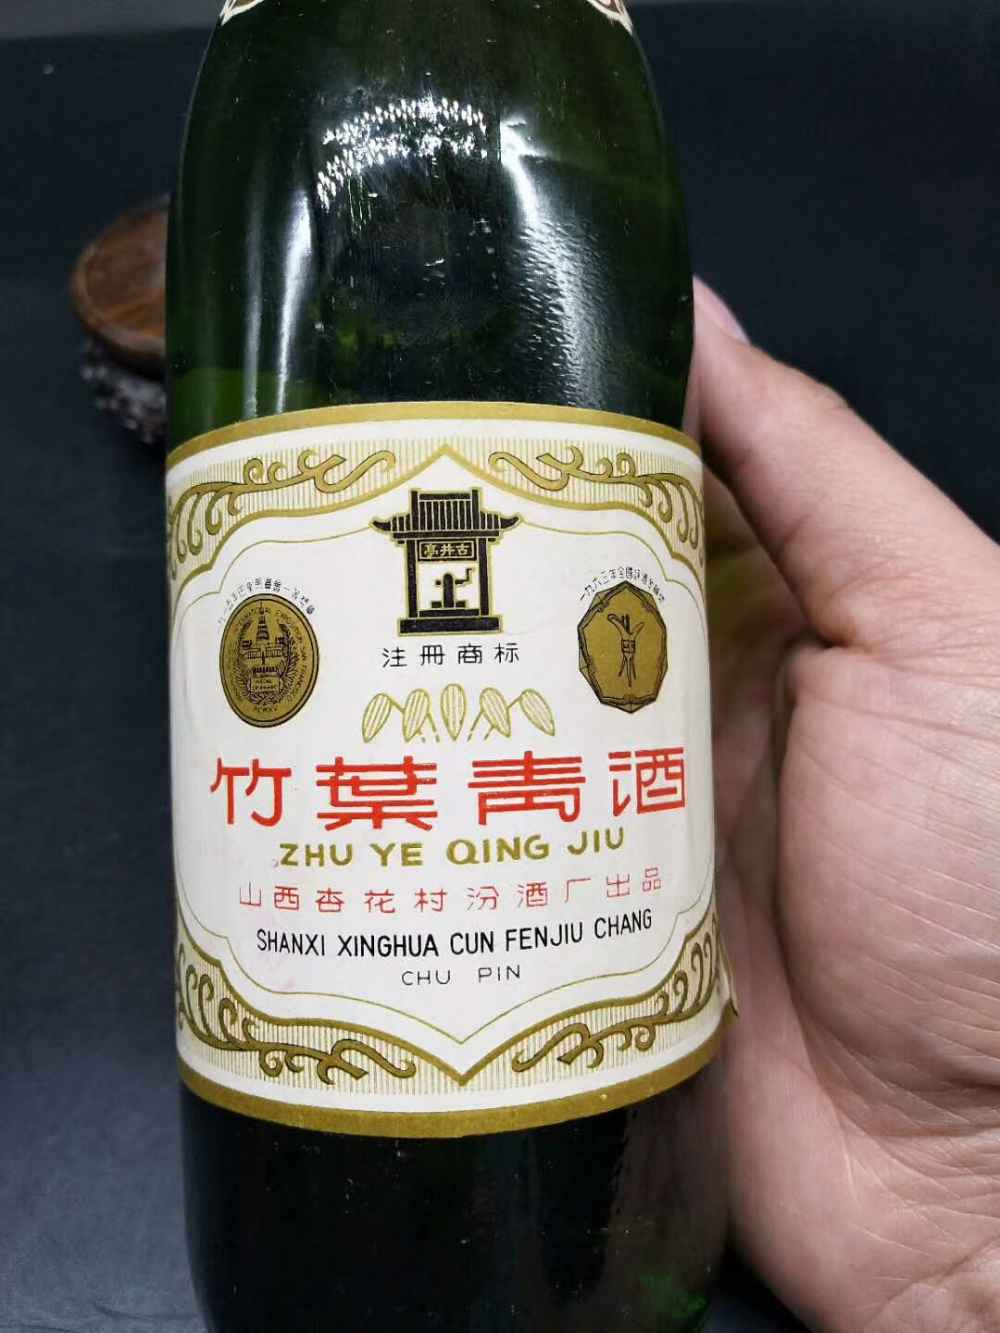 古井亭
注冊商标
竹葉青酒
ZHU YE QING JIU
山西杏花村汾酒厂出品
SHANXI XINGHUA CUN FENJIU CHANG
CHU PIN